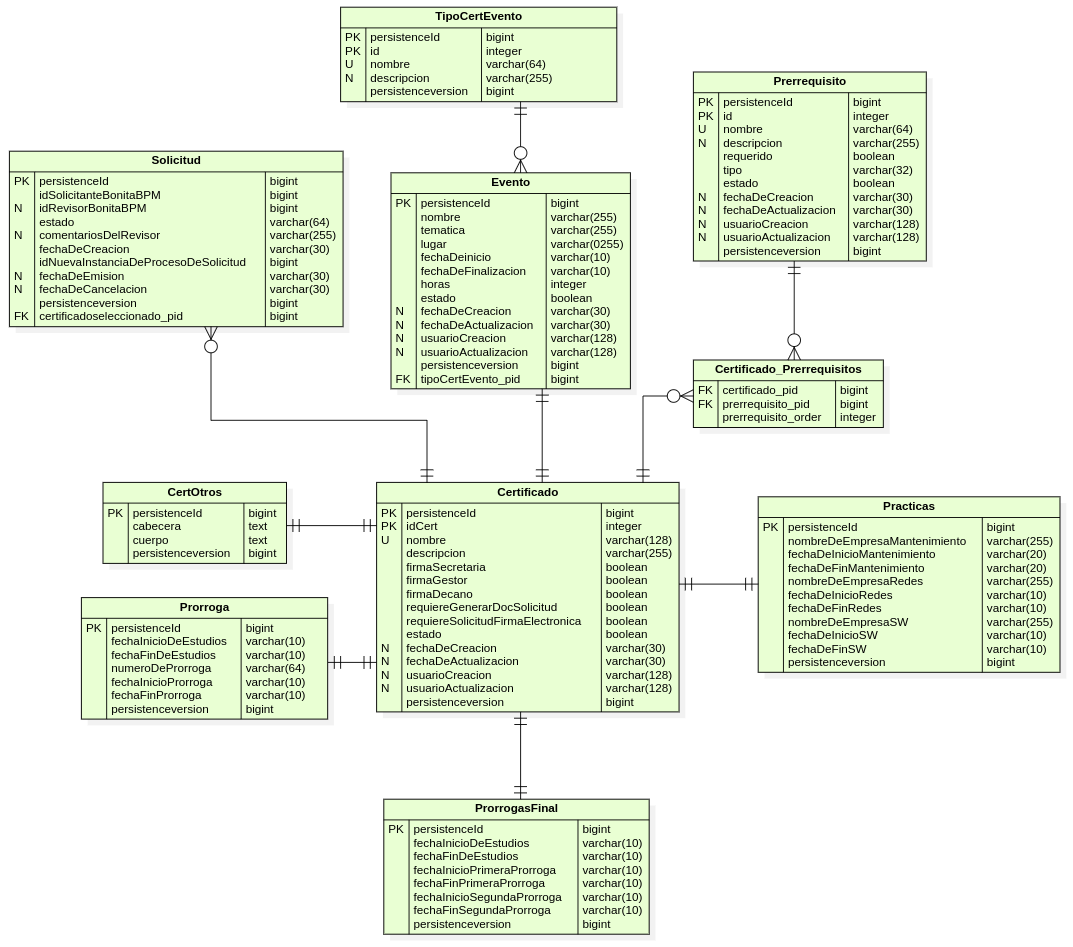 TipoCertEvento
PK persistenceId bigint
PK id integer
U nombre varchar(64)
N descripcion varchar(255)
persistenceversion bigint
Prerrequisito
PK persistenceId bigint
PK id integer
U nombre varchar(64)
N descripcion varchar(255)
requerido boolean
tipo varchar(32)
estado boolean
N fechaDeCreacion varchar(30)
N fechaDeActualizacion varchar(30)
N usuarioCreacion varchar(128)
N usuarioActualizacion varchar(128)
persistenceversion bigint
Solicitud
PK persistenceId bigint
idSolicitanteBonitaBPM bigint
N idRevisorBonitaBPM bigint
estado varchar(64)
N comentariosDelRevisor varchar(255)
fechaDeCreacion varchar(30)
idNuevaInstanciaDeProcesoDeSolicitud bigint
N fechaDeEmision varchar(30)
N fechaDeCancelacion varchar(30)
persistenceversion bigint
FK certificadoseleccionado_pid bigint
Evento
PK persistenceId bigint
nombre varchar(255)
tematica varchar(255)
lugar varchar(0255)
fechaDeinicio varchar(10)
fechaDeFinalizacion varchar(10)
horas integer
estado boolean
N fechaDeCreacion varchar(30)
N fechaDeActualizacion varchar(30)
N usuarioCreacion varchar(128)
N usuarioActualizacion varchar(128)
persistenceversion bigint
FK tipoCertEvento_pid bigint
Certificado_Prerrequisitos
FK certificado_pid bigint
FK prerrequisito_pid bigint
prerrequisito_order integer
CertOtros
PK persistenceId bigint
cabecera text
cuerpo text
persistenceversion bigint
Certificado
PK persistenceId bigint
PK idCert integer
U nombre varchar(128)
descripcion varchar(255)
firmaSecretaria boolean
firmaGestor boolean
firmaDecano boolean
requiereGenerarDocSolicitud boolean
requiereSolicitudFirmaElectronica boolean
estado boolean
N fechaDeCreacion varchar(30)
N fechaDeActualizacion varchar(30)
N usuarioCreacion varchar(128)
N usuarioActualizacion varchar(128)
persistenceversion bigint
Practicas
PK persistenceId bigint
nombreDeEmpresaMantenimiento varchar(255)
fechaDeInicioMantenimiento varchar(20)
fechaDeFinMantenimiento varchar(20)
nombreDeEmpresaRedes varchar(255)
fechaDeInicioRedes varchar(10)
fechaDeFinRedes varchar(10)
nombreDeEmpresaSW varchar(255)
fechaDeInicioSW varchar(10)
fechaDeFinSW varchar(10)
persistenceversion bigint
Prorroga
PK persistenceId bigint
fechaInicioDeEstudios varchar(10)
fechaFinDeEstudios varchar(10)
numeroDeProrroga varchar(64)
fechaInicioProrroga varchar(10)
fechaFinProrroga varchar(10)
persistenceversion bigint
ProrrogasFinal
PK persistenceId bigint
fechaInicioDeEstudios varchar(10)
fechaFinDeEstudios varchar(10)
fechaInicioPrimeraProrroga varchar(10)
fechaFinPrimeraProrroga varchar(10)
fechaInicioSegundaProrroga varchar(10)
fechaFinSegundaProrroga varchar(10)
persistenceversion bigint